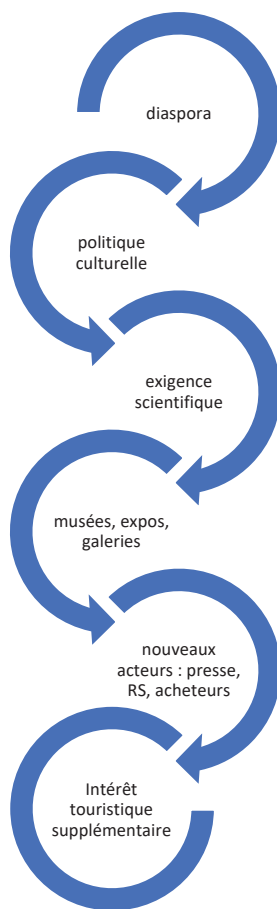 diaspora
politique
culturelle
exigence
scientifique
musées, expos,
galeries
nouveaux
acteurs : presse,
RS, acheteurs
Intérêt
touristique
supplémentaire